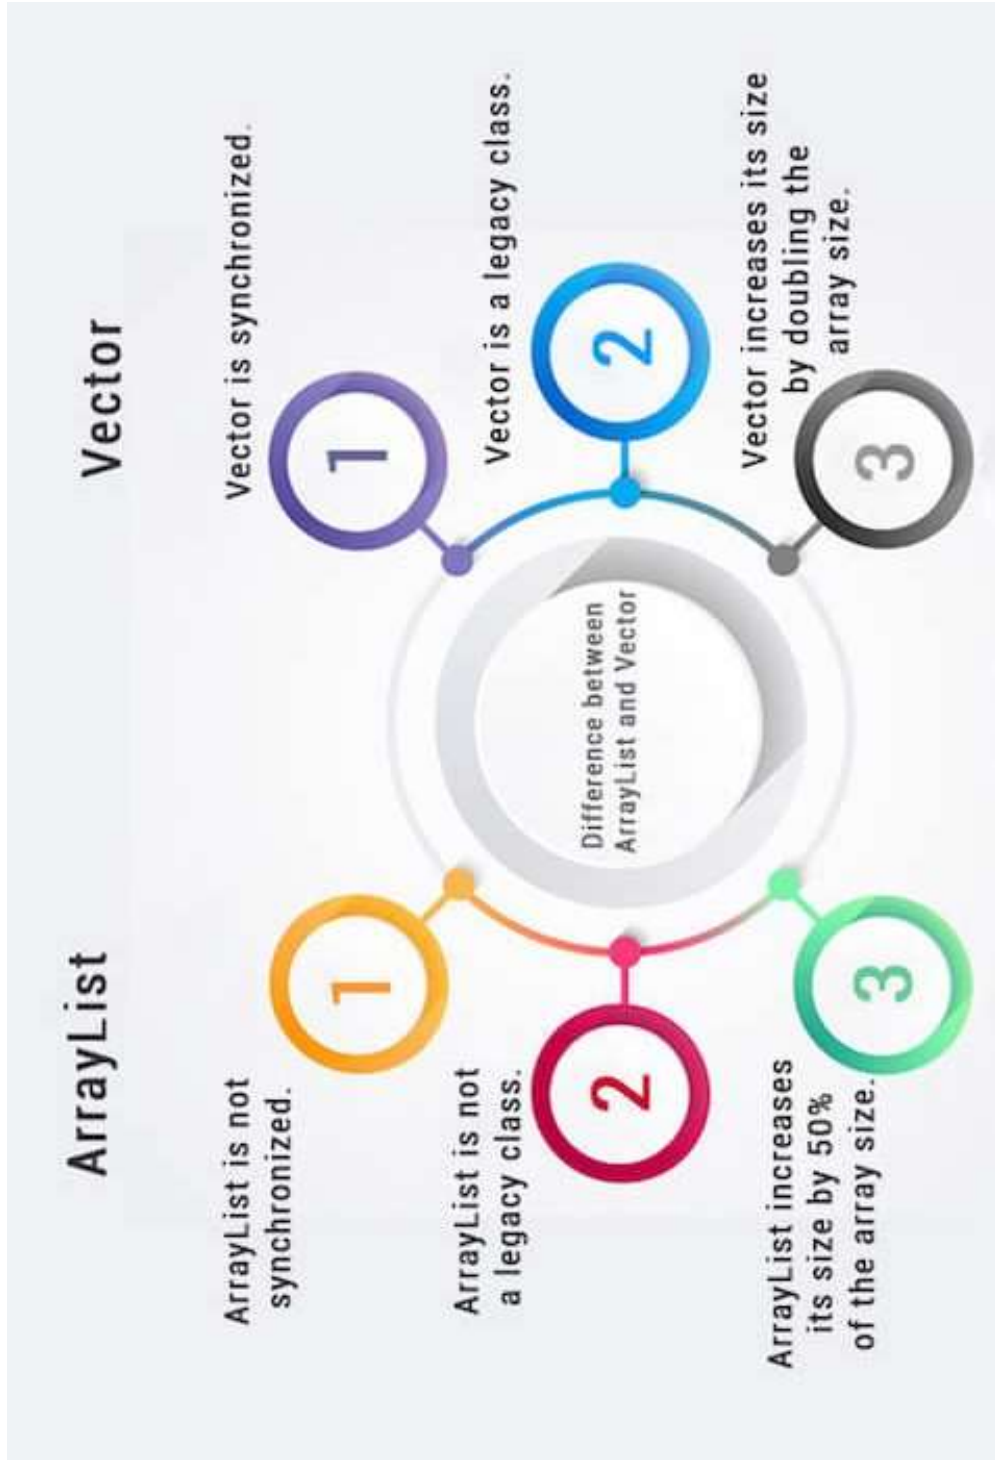 ArrayList
Vector
ArrayList is not
synchronized.
1
ArrayList is not
a legacy class.
2
ArrayList increases
its size by 50%
of the array size.
3
Difference between
ArrayList and Vector
Vector is synchronized.
1
Vector is a legacy class.
2
Vector increases its size
by doubling the
array size.
3